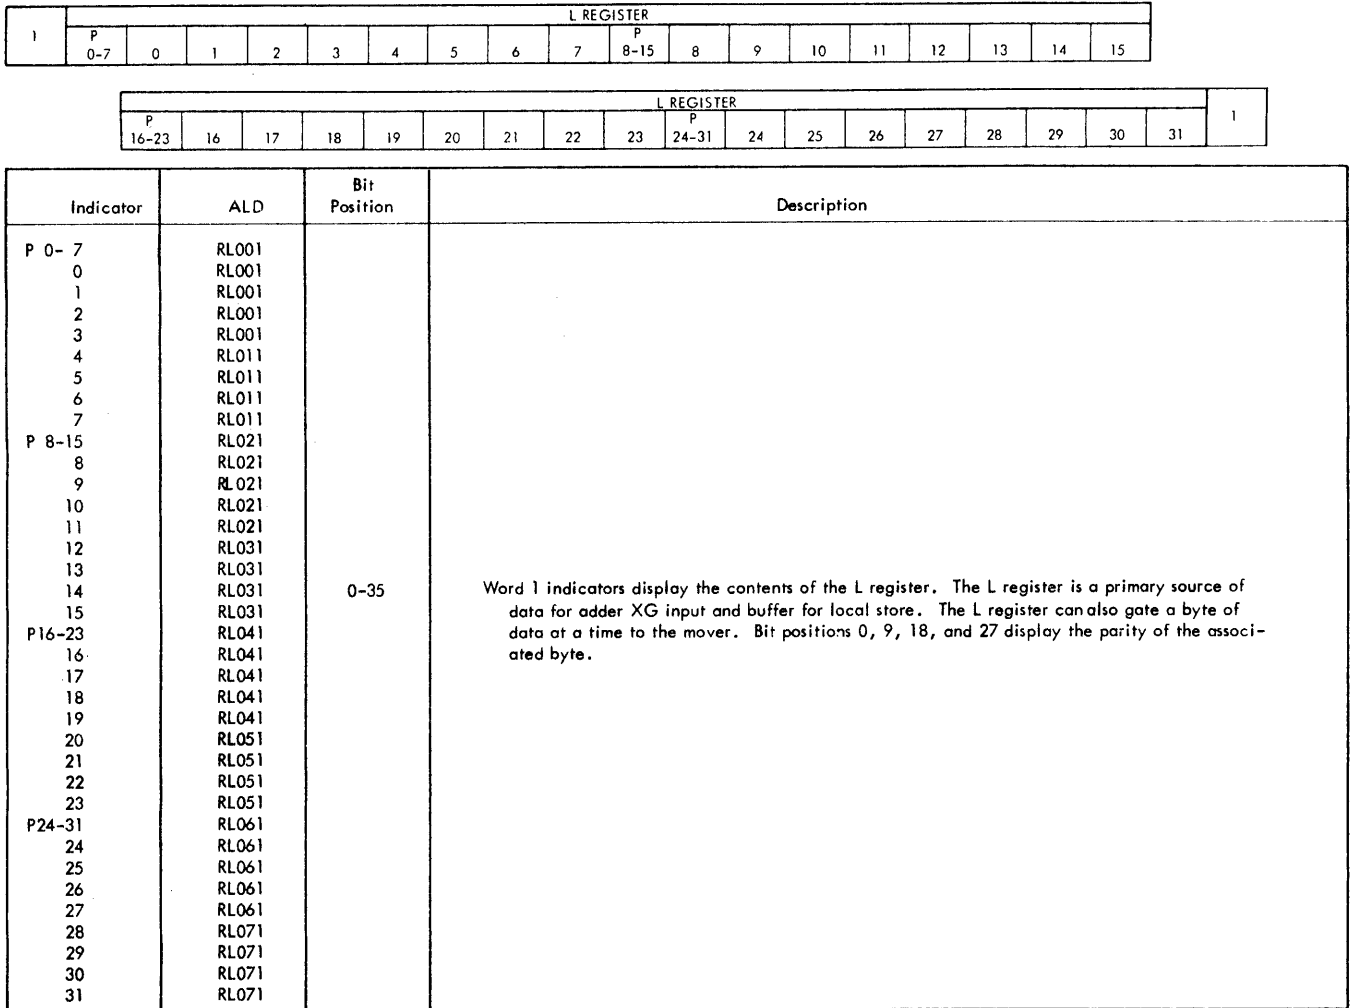 L REGISTER
1 P 0-7 0 1 2 3 4 5 6 7 P 8-15 8 9 10 11 12 13 14 15
L REGISTER
P 16-23 16 17 18 19 20 21 22 23 P 24-31 24 25 26 27 28 29 30 31 1
Indicator ALD Bit Position Description
P 0- 7 RL001
0 RL001
1 RL001
2 RL001
3 RL001
4 RL011
5 RL011
6 RL011
7 RL011
P 8-15 RL021
8 RL021
9 RL021
10 RL021
11 RL021
12 RL031
13 RL031
14 RL031 0-35 Word 1 indicators display the contents of the L register. The L register is a primary source of
15 RL031 data for adder XG input and buffer for local store. The L register can also gate a byte of
P16-23 RL041 data at a time to the mover. Bit positions 0, 9, 18, and 27 display the parity of the associ-
16 RL041 ated byte.
17 RL041
18 RL041
19 RL041
20 RL051
21 RL051
22 RL051
23 RL051
P24-31 RL061
24 RL061
25 RL061
26 RL061
27 RL061
28 RL071
29 RL071
30 RL071
31 RL071